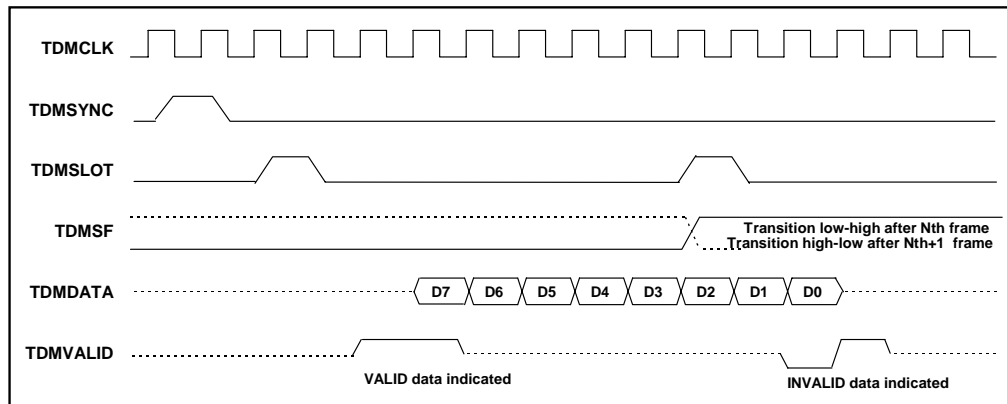 TDMCLK
TDMSYNC
TDMSLOT
TDMSF
Transition low-high after Nth frame
Transition high-low after Nth+1 frame
TDMDATA
D7 D6 D5 D4 D3 D2 D1 D0
TDMVALID
VALID data indicated
INVALID data indicated